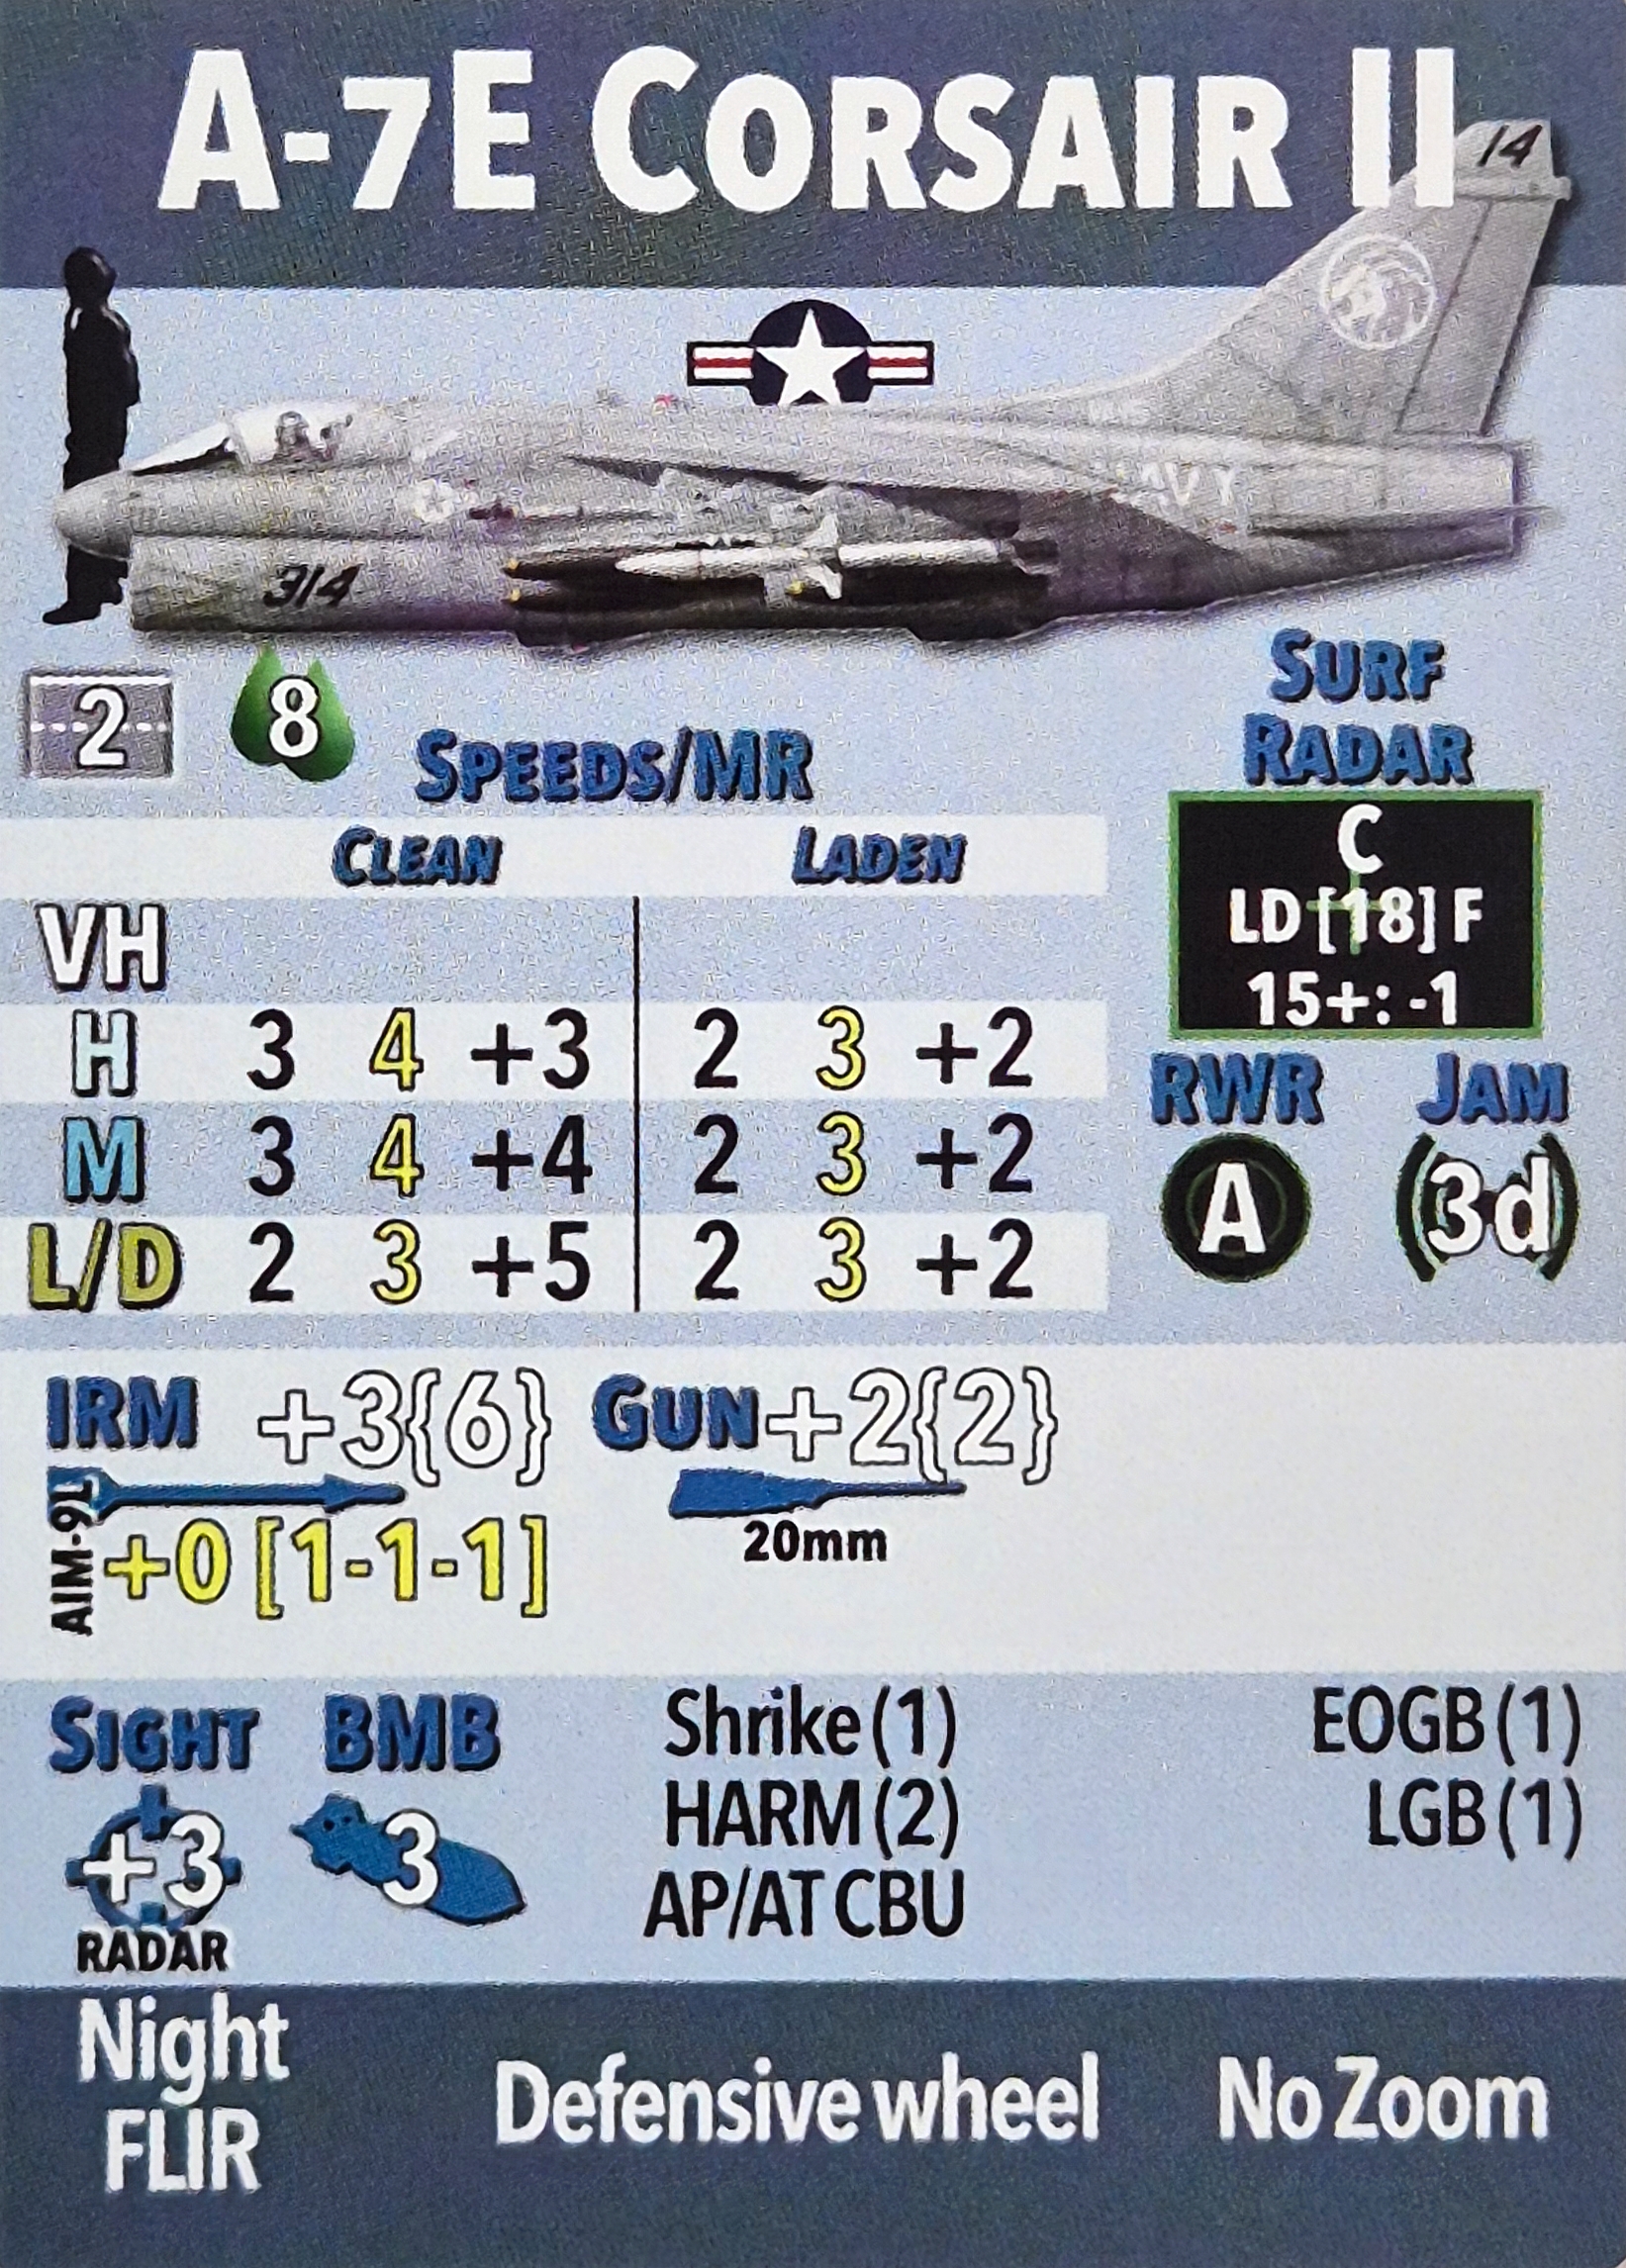 A-7E CORSAIR II
14
NAVY
314
2 8
SPEEDS/MR
SURF
RADAR
CLEAN LADEN
C
LD [18] F
15+: -1
VH
H 3 4 +3 2 3 +2
M 3 4 +4 2 3 +2
L/D 2 3 +5 2 3 +2
RWR JAM
A (3d)
IRM +3{6} GUN +2{2}
AIM-9L
+0 [1-1-1]
20mm
SIGHT BMB
+3 3
RADAR
Shrike (1)
HARM (2)
AP/AT CBU
EOGB (1)
LGB (1)
Night
FLIR
Defensive wheel
No Zoom